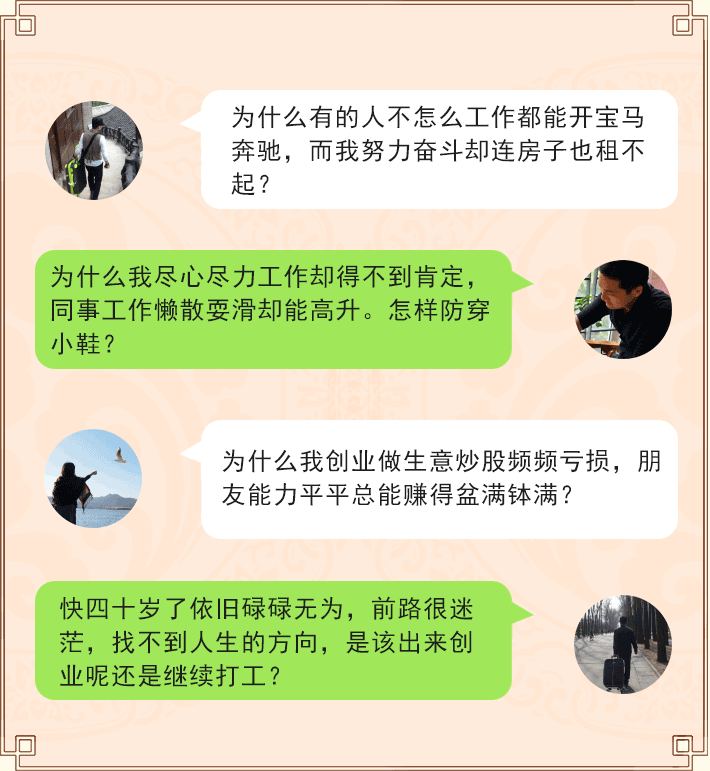 为什么有的人不怎么工作都能开宝马
奔驰，而我努力奋斗却连房子也租不
起？
为什么我尽心尽力工作却得不到肯定，
同事工作懒散耍滑却能高升。怎样防穿
小鞋？
为什么我创业做生意炒股频频亏损，朋
友能力平平总能赚得盆满钵满？
快四十岁了依旧碌碌无为，前路很迷
茫，找不到人生的方向，是该出来创
业呢还是继续打工？